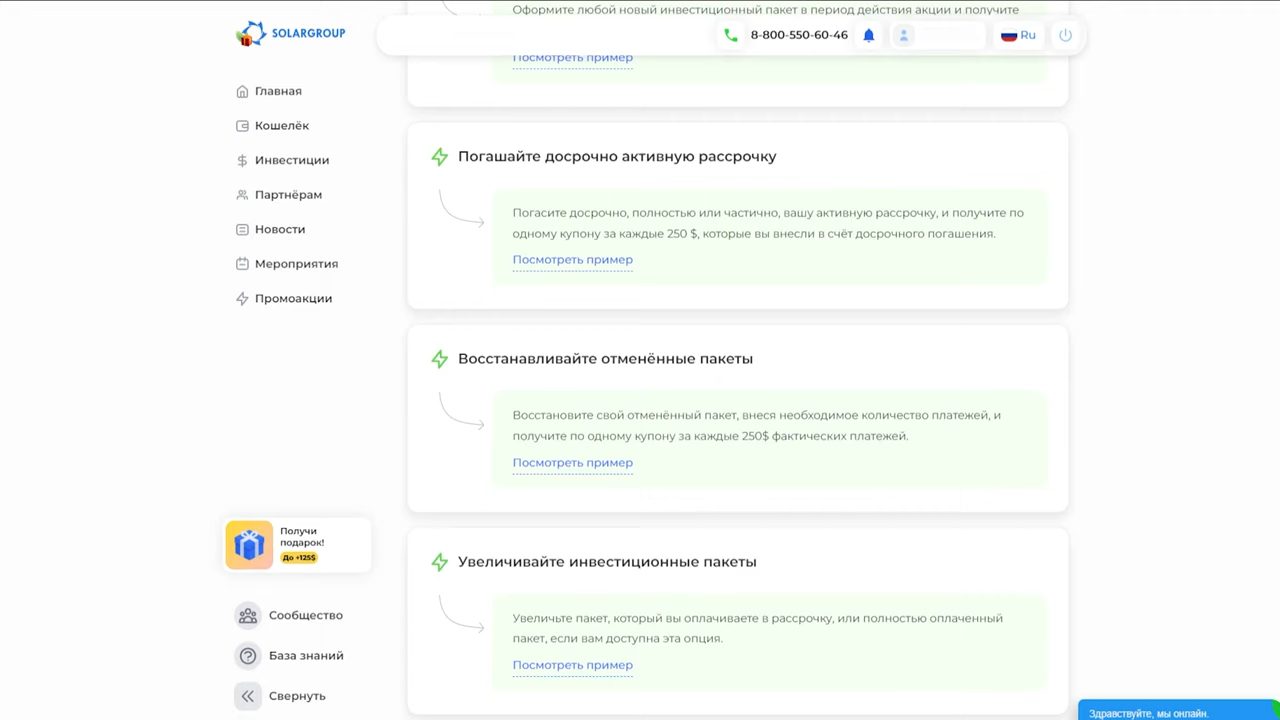 Оформите любой новый инвестиционный пакет в период действия акции и получите
SOLARGROUP
8-800-550-60-46
Ru
Посмотреть пример
Главная
Кошелёк
Инвестиции
Партнёрам
Новости
Мероприятия
Промоакции
Погашайте досрочно активную рассрочку
Погасите досрочно, полностью или частично, вашу активную рассрочку, и получите по
одному купону за каждые 250 $, которые вы внесли в счёт досрочного погашения.
Посмотреть пример
Восстанавливайте отменённые пакеты
Восстановите свой отменённый пакет, внеся необходимое количество платежей, и
получите по одному купону за каждые 250$ фактических платежей.
Посмотреть пример
Увеличивайте инвестиционные пакеты
Увеличьте пакет, который вы оплачиваете в рассрочку, или полностью оплаченный
пакет, если вам доступна эта опция.
Посмотреть пример
Получи
подарок!
До +125$
Сообщество
База знаний
Свернуть
Здравствуйте, мы онлайн.